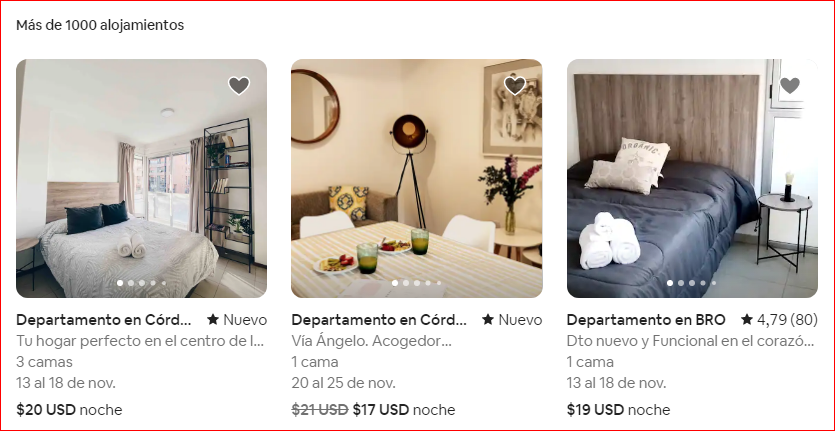 Más de 1000 alojamientos
Departamento en Córd... ★ Nuevo
Tu hogar perfecto en el centro de l...
3 camas
13 al 18 de nov.
$20 USD noche
Departamento en Córd... ★ Nuevo
Vía Ángelo. Acogedor...
1 cama
20 al 25 de nov.
$21 USD $17 USD noche
ORGANIC
Departamento en BRO ★ 4,79 (80)
Dto nuevo y Funcional en el corazó...
1 cama
13 al 18 de nov.
$19 USD noche